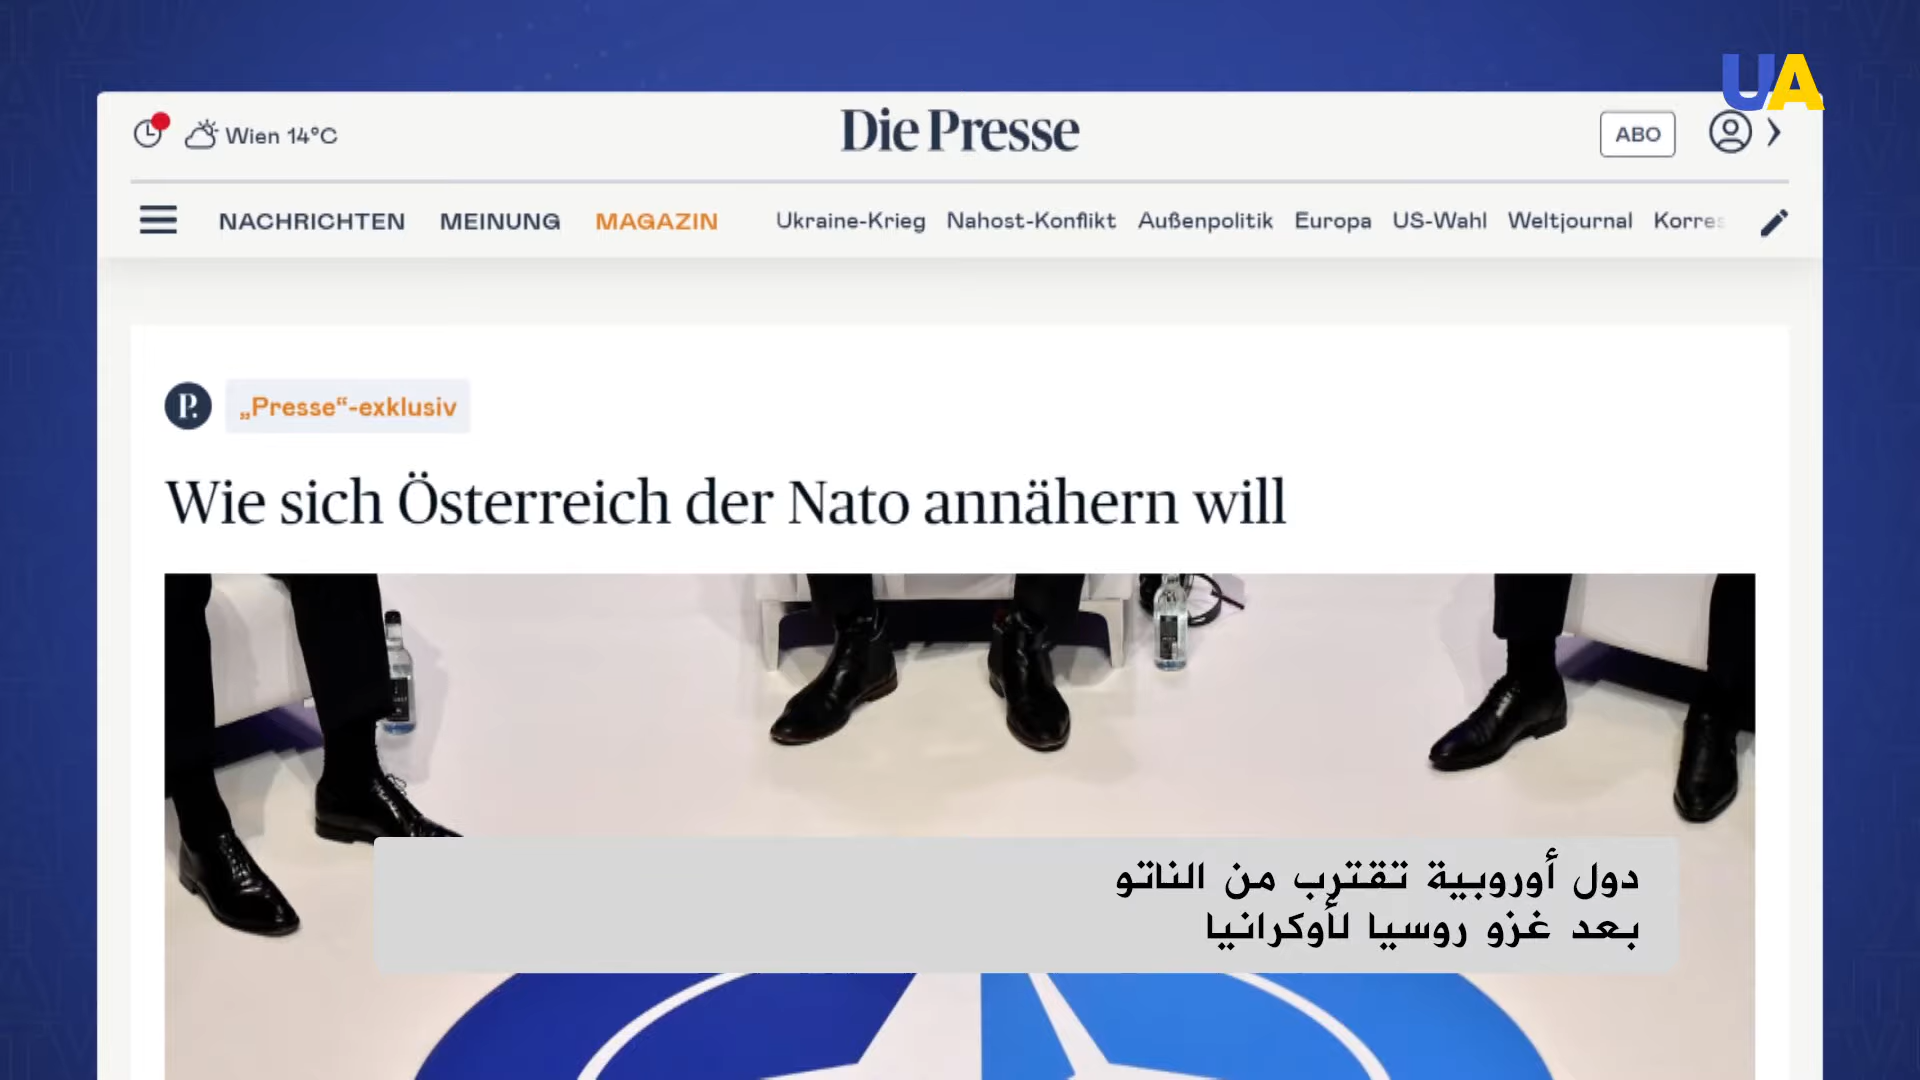 UA
Wien 14°C
Die Presse
ABO
NACHRICHTEN MEINUNG MAGAZIN Ukraine-Krieg Nahost-Konflikt Außenpolitik Europa US-Wahl Weltjournal Korres
P.
„Presse“-exklusiv
Wie sich Österreich der Nato annähern will
دول أوروبية تقترب من الناتو
بعد غزو روسيا لأوكرانيا